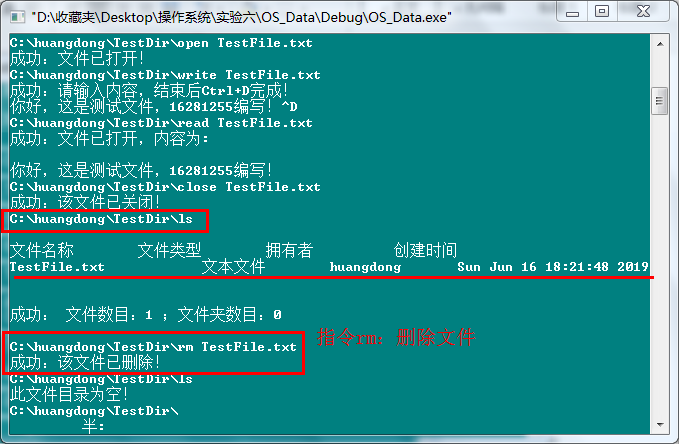 "D:\收藏夹\Desktop\操作系统\实验六\OS_Data\Debug\OS_Data.exe"
C:\huangdong\TestDir\open TestFile.txt
成功：文件已打开！
C:\huangdong\TestDir\write TestFile.txt
成功：请输入内容，结束后Ctrl+D完成！
你好，这是测试文件，16281255编写！^D
C:\huangdong\TestDir\read TestFile.txt
成功：文件已打开，内容为：
你好，这是测试文件，16281255编写！
C:\huangdong\TestDir\close TestFile.txt
成功：该文件已关闭！
C:\huangdong\TestDir\ls
文件名称 文件类型 拥有者 创建时间
TestFile.txt 文本文件 huangdong Sun Jun 16 18:21:48 2019
成功： 文件数目：1 ；文件夹数目：0
C:\huangdong\TestDir\rm TestFile.txt
指令rm：删除文件
成功：该文件已删除！
C:\huangdong\TestDir\ls
此文件目录为空！
C:\huangdong\TestDir\
半：